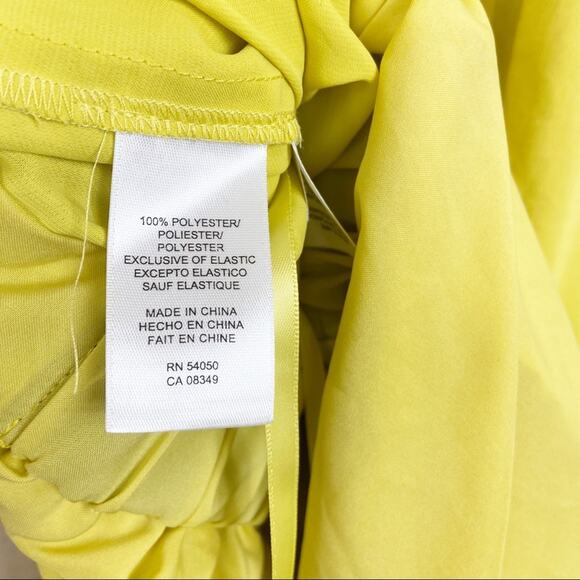 100% POLYESTER/
POLIESTER/
POLYESTER
EXCLUSIVE OF ELASTIC
EXCEPTO ELASTICO
SAUF ELASTIQUE
MADE IN CHINA
HECHO EN CHINA
FAIT EN CHINE
RN 54050
CA 08349